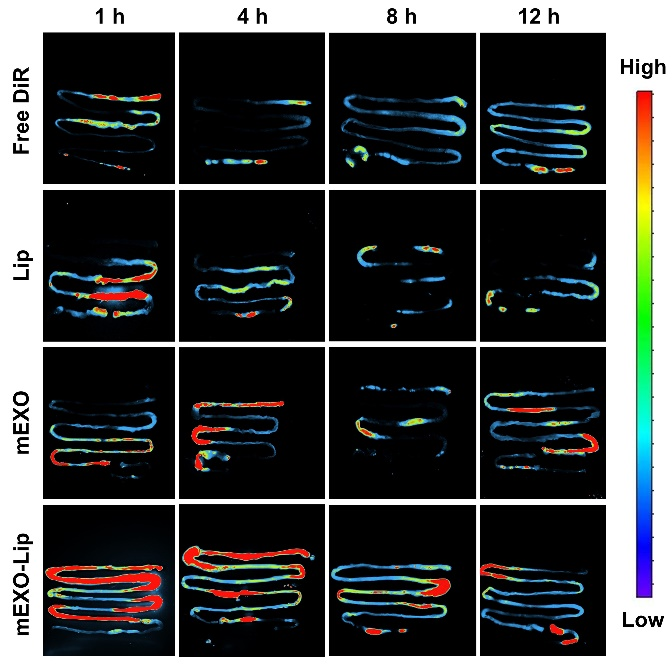 1 h 4 h 8 h 12 h
High
Free DiR
Lip
mEXO
mEXO-Lip
Low